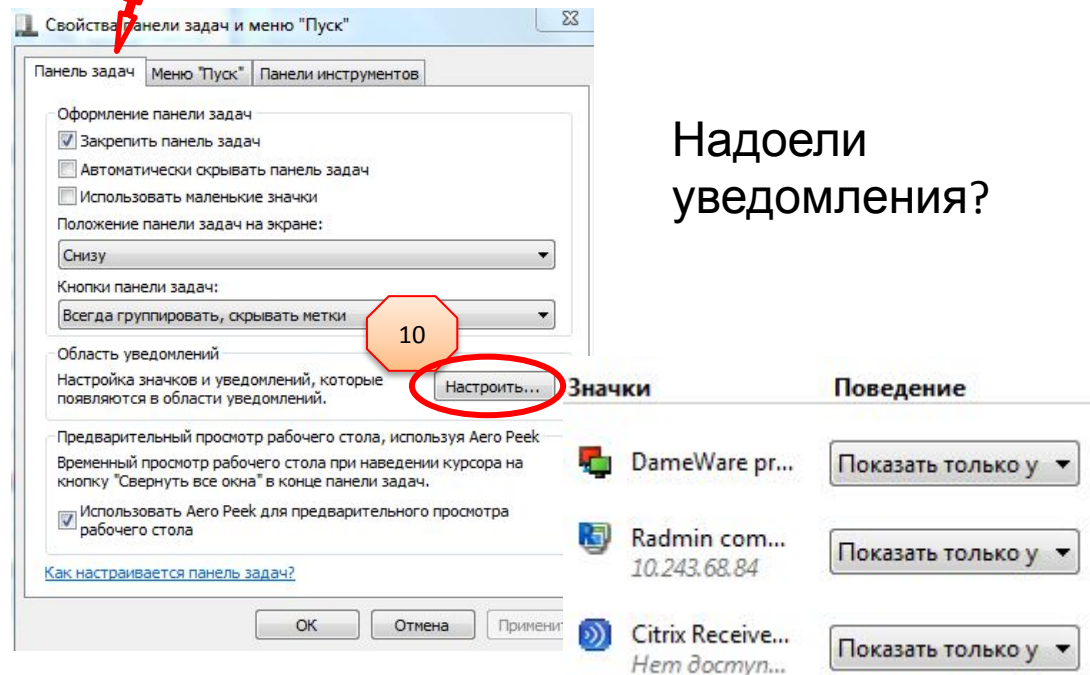 Свойства панели задач и меню "Пуск"
Панель задач
Меню "Пуск"
Панели инструментов
Оформление панели задач
Закрепить панель задач
Автоматически скрывать панель задач
Использовать маленькие значки
Положение панели задач на экране:
Снизу
Кнопки панели задач:
Всегда группировать, скрывать метки
10
Область уведомлений
Настройка значков и уведомлений, которые
появляются в области уведомлений.
Настроить...
Предварительный просмотр рабочего стола, используя Aero Peek
Временный просмотр рабочего стола при наведении курсора на
кнопку "Свернуть все окна" в конце панели задач.
Использовать Aero Peek для предварительного просмотра
рабочего стола
Как настраивается панель задач?
ОК
Отмена
Примени
Надоели
уведомления?
Значки
Поведение
DameWare pr...
Показать только у
Radmin com...
10.243.68.84
Показать только у
Citrix Receive...
Нет доступ...
Показать только у